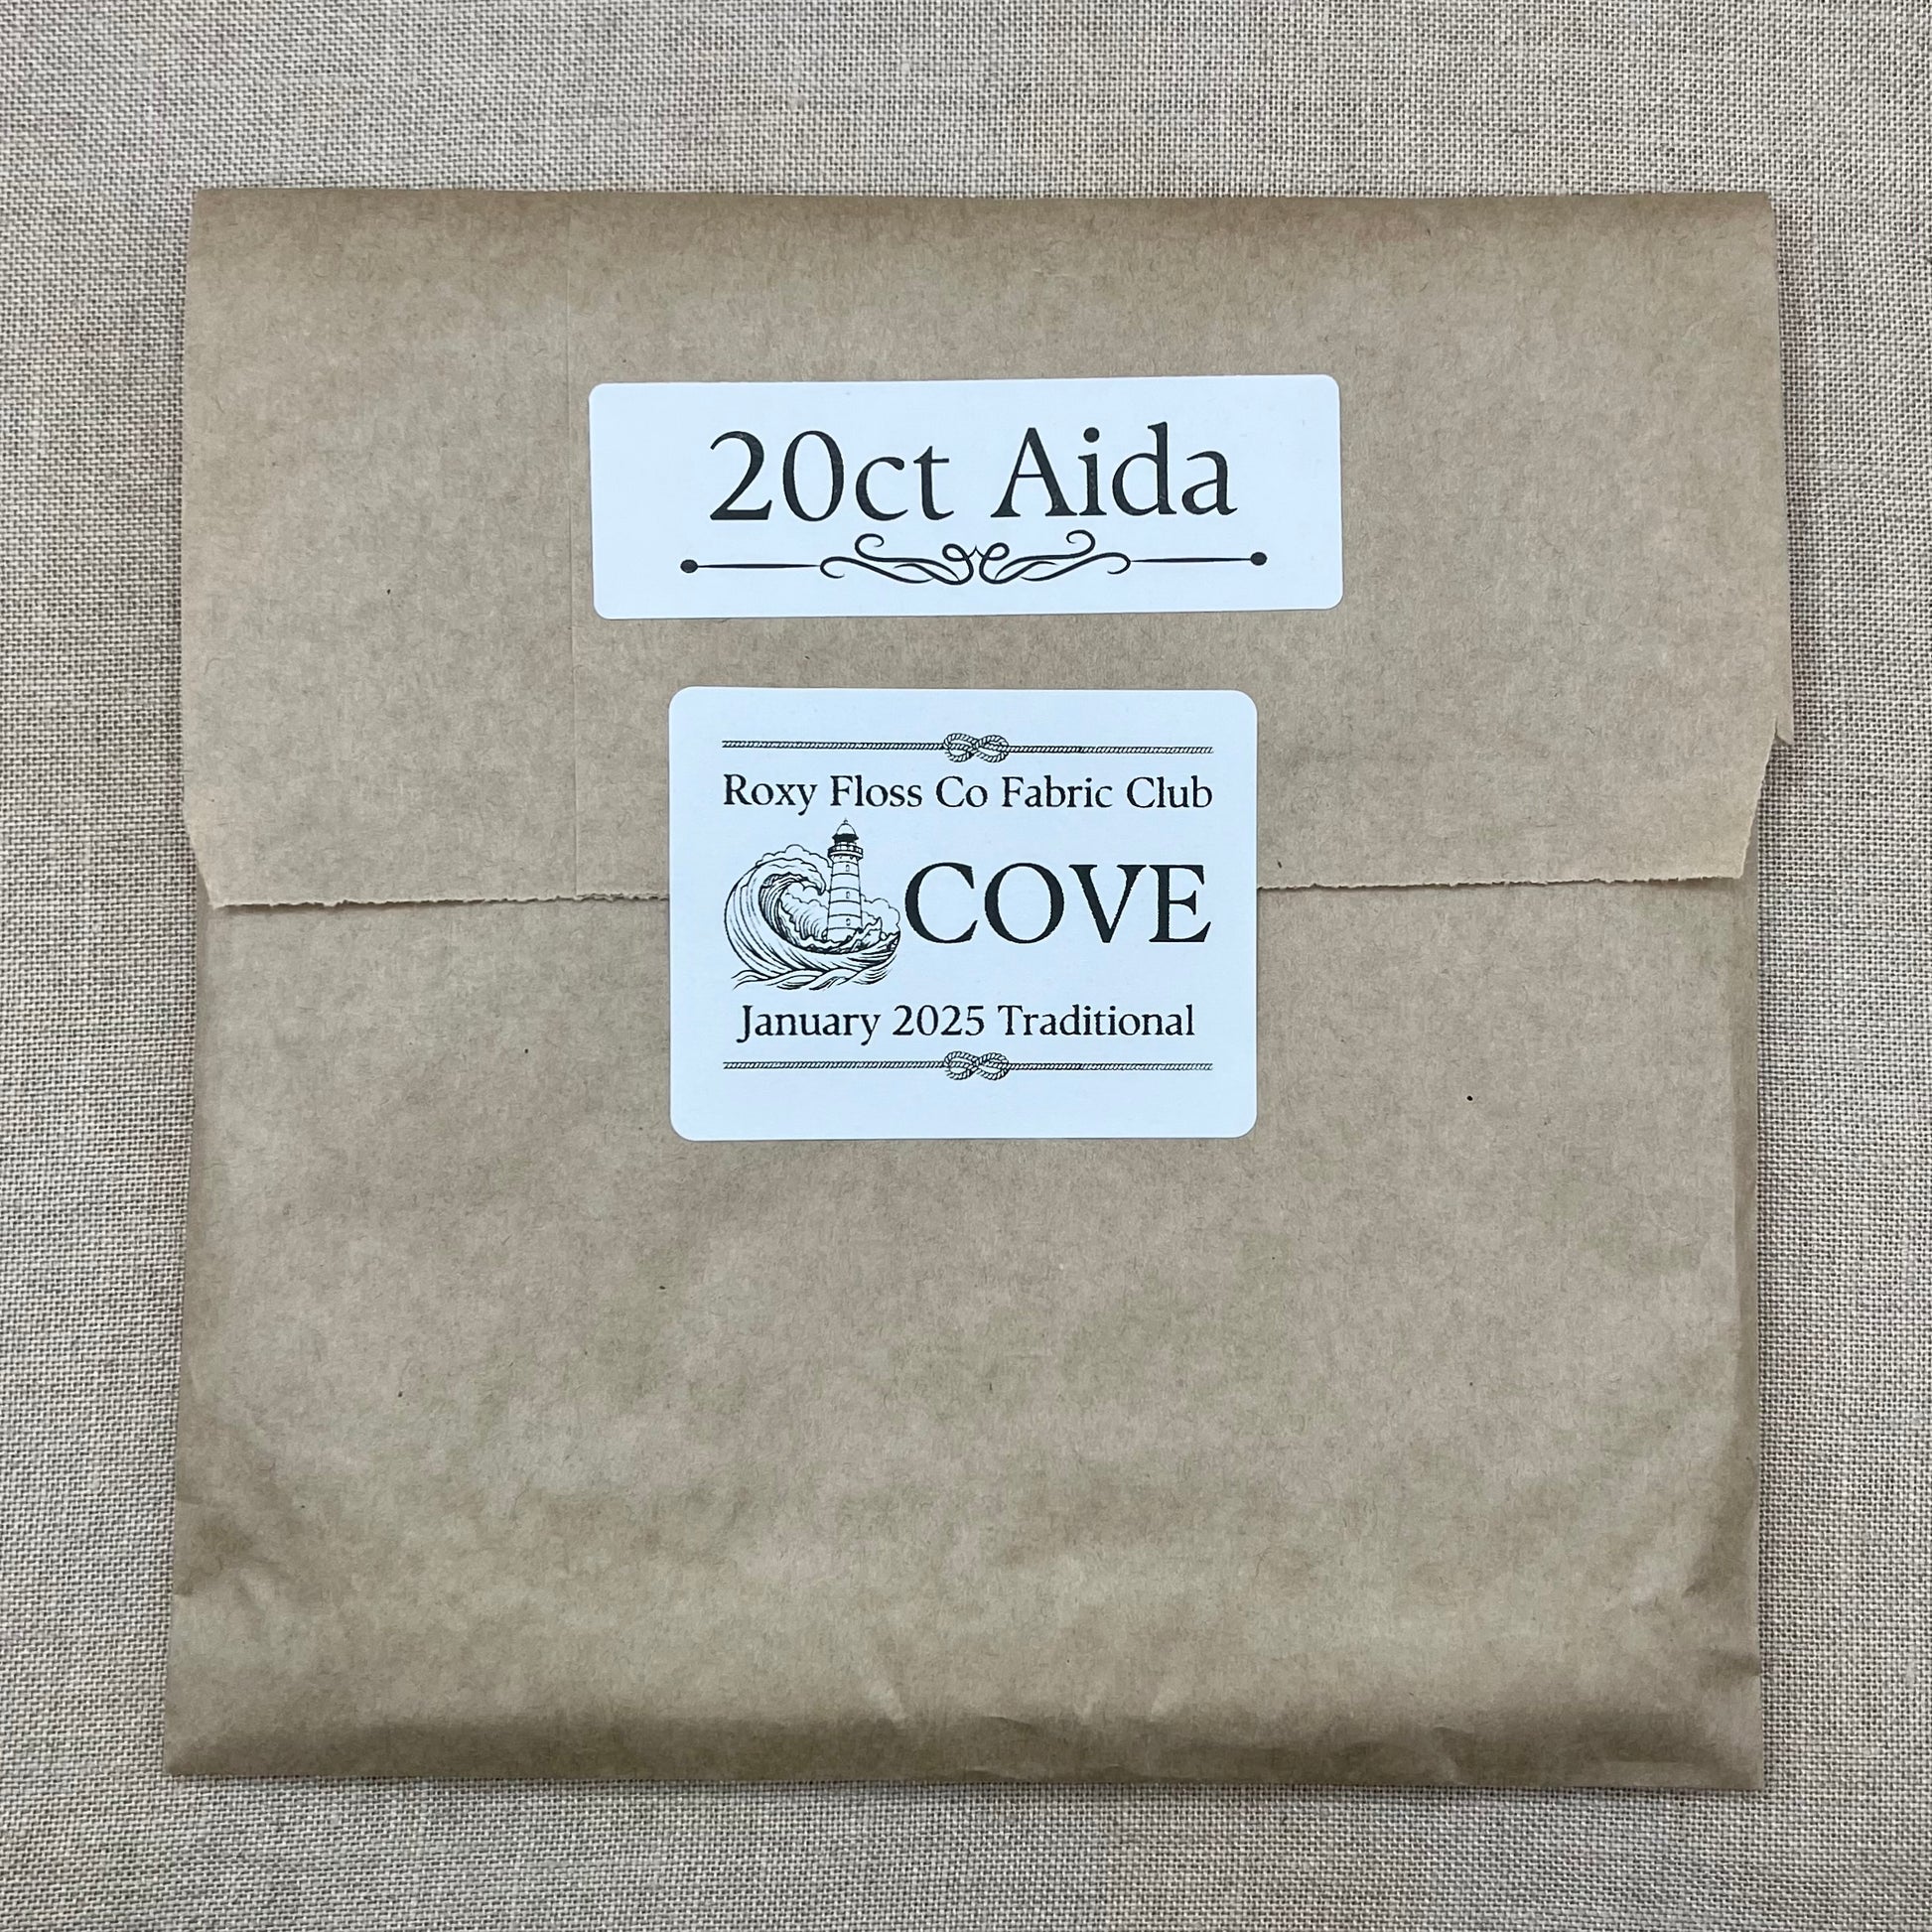 20ct Aida
Roxy Floss Co Fabric Club
COVE
January 2025 Traditional